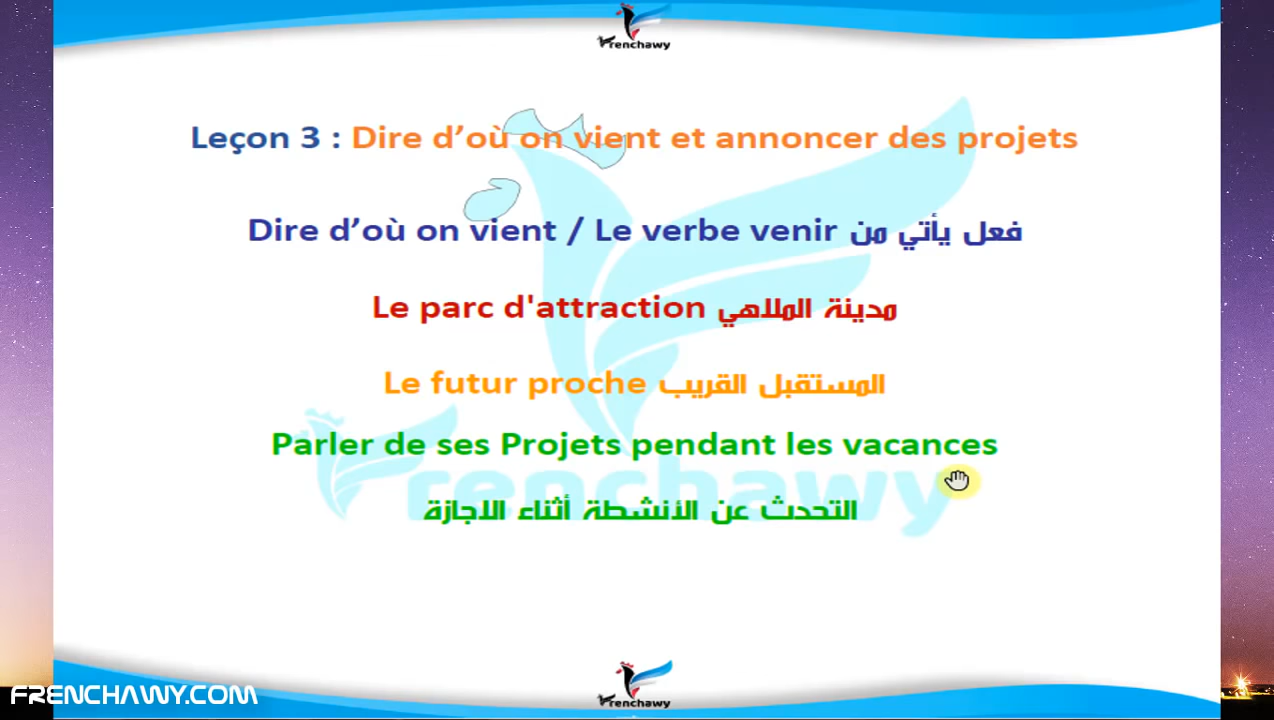 Frenchawy
Leçon 3 : Dire d’où on vient et annoncer des projets
Dire d’où on vient / Le verbe venir فعل يأتي من
Le parc d'attraction مدينة الملاهي
Le futur proche المستقبل القريب
Parler de ses Projets pendant les vacances
Frenchawy
التحدث عن الأنشطة أثناء الاجازة
Frenchawy
FRENCHAWY.COM